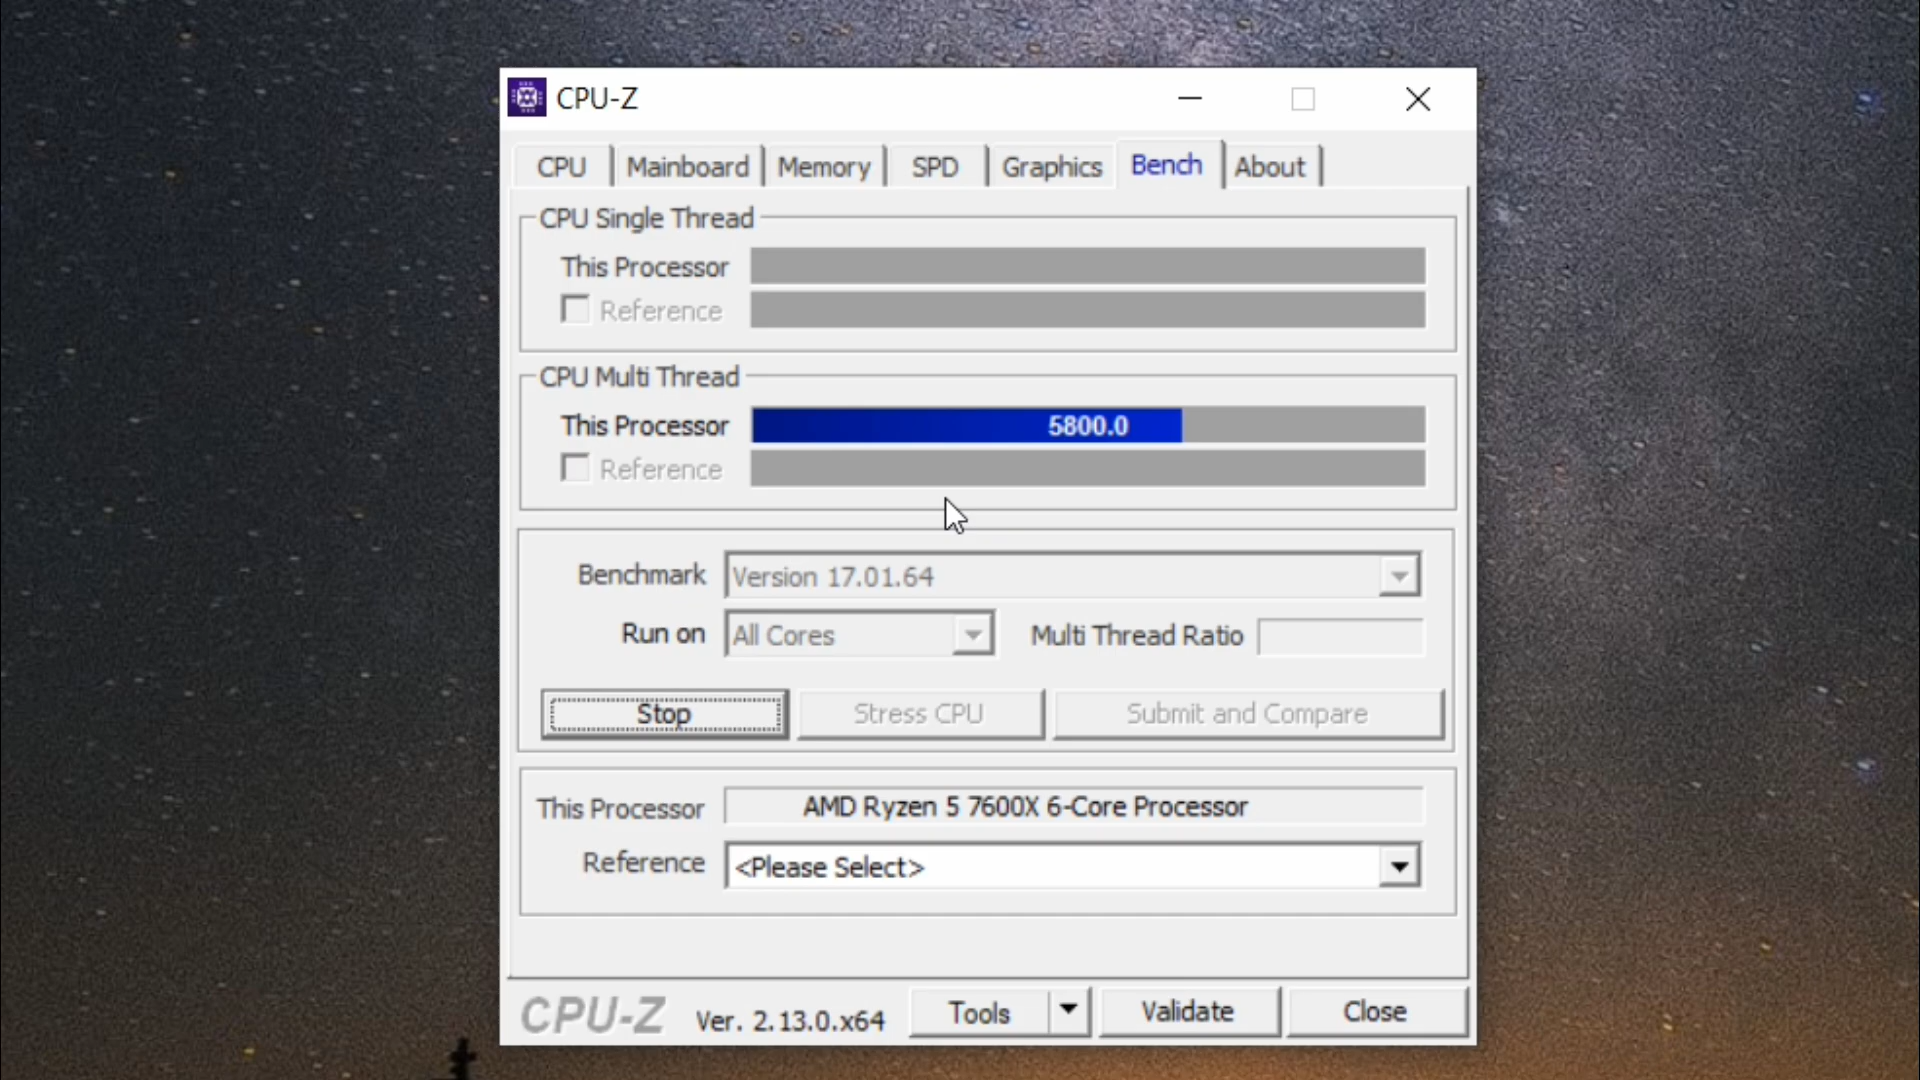 CPU-Z
CPU Mainboard Memory SPD Graphics Bench About
CPU Single Thread
This Processor
Reference
CPU Multi Thread
This Processor 5800.0
Reference
Benchmark Version 17.01.64
Run on All Cores Multi Thread Ratio
Stop Stress CPU Submit and Compare
This Processor AMD Ryzen 5 7600X 6-Core Processor
Reference <Please Select>
CPU-Z Ver. 2.13.0.x64 Tools Validate Close